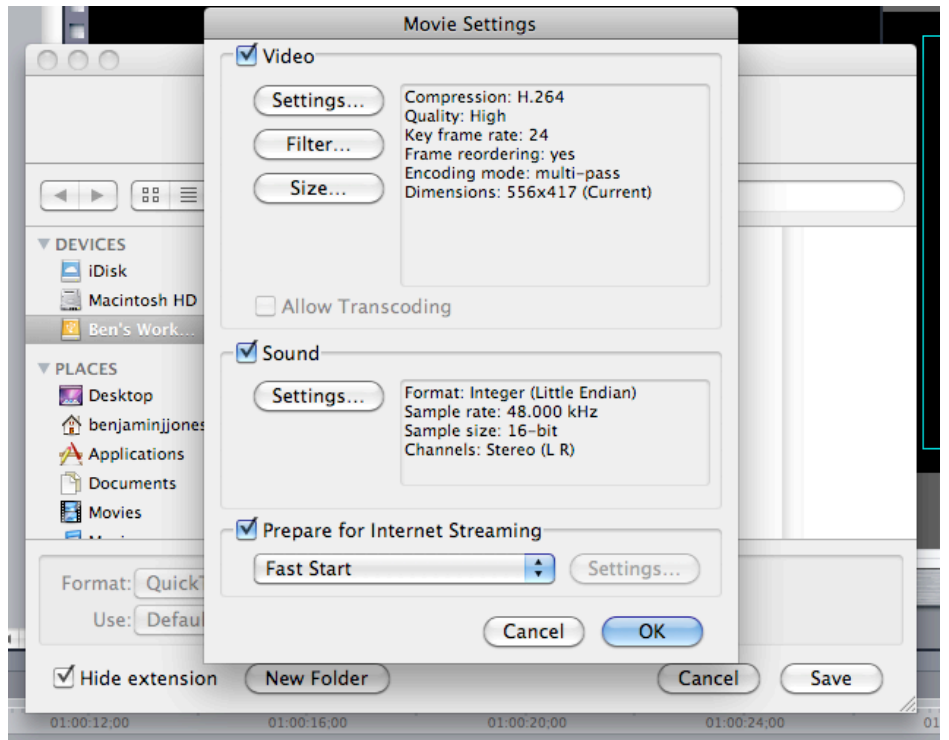 Movie Settings
Video
Settings...
Filter...
Size...
Compression: H.264
Quality: High
Key frame rate: 24
Frame reordering: yes
Encoding mode: multi-pass
Dimensions: 556x417 (Current)
Allow Transcoding
Sound
Settings...
Format: Integer (Little Endian)
Sample rate: 48.000 kHz
Sample size: 16-bit
Channels: Stereo (L R)
Prepare for Internet Streaming
Fast Start
Settings...
Cancel
OK
DEVICES
iDisk
Macintosh HD
Ben's Work...
PLACES
Desktop
benjaminjjones
Applications
Documents
Movies
Format: QuickT
Use: Defaul
Hide extension
New Folder
Cancel
Save
01:00:12;00
01:00:16;00
01:00:20;00
01:00:24;00
01